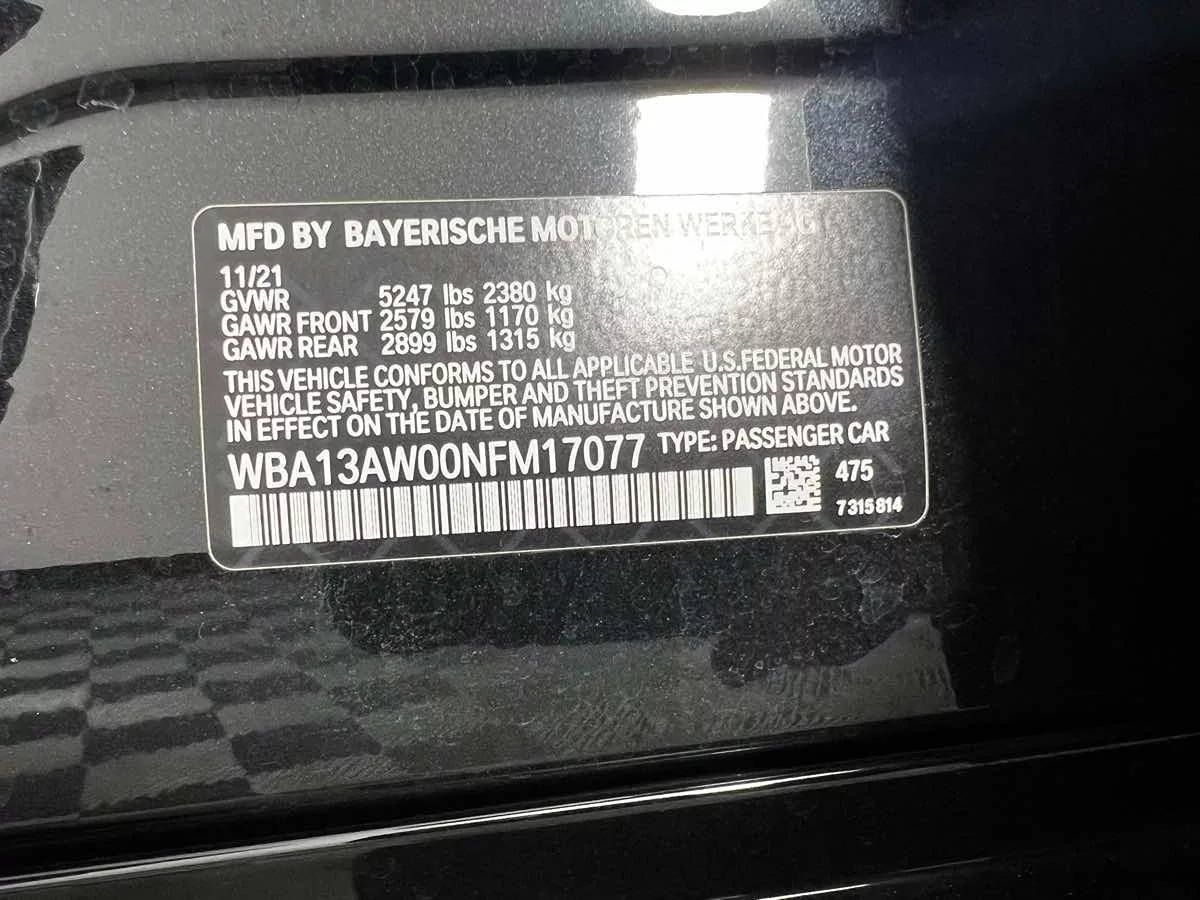 MFD BY BAYERISCHE MOTOREN WERKE AG
11/21
GVWR 5247 lbs 2380 kg
GAWR FRONT 2579 lbs 1170 kg
GAWR REAR 2899 lbs 1315 kg
THIS VEHICLE CONFORMS TO ALL APPLICABLE U.S.FEDERAL MOTOR
VEHICLE SAFETY, BUMPER AND THEFT PREVENTION STANDARDS
IN EFFECT ON THE DATE OF MANUFACTURE SHOWN ABOVE.
WBA13AW00NFM17077 TYPE: PASSENGER CAR
475
7315814